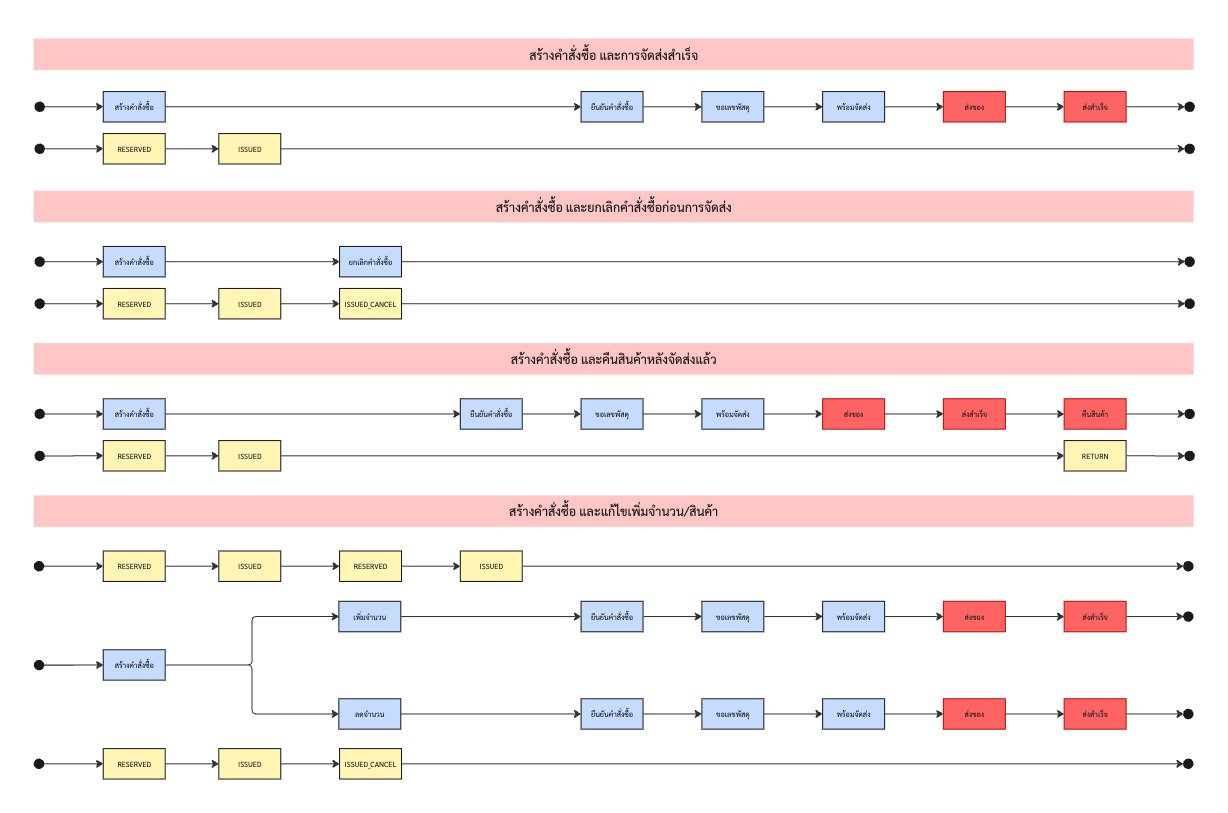 สร้างคำสั่งซื้อ และการจัดส่งสำเร็จ
สร้างคำสั่งซื้อ ยืนยันคำสั่งซื้อ ขอเลขพัสดุ พร้อมจัดส่ง ส่งของ ส่งสำเร็จ
RESERVED ISSUED
สร้างคำสั่งซื้อ และยกเลิกคำสั่งซื้อก่อนการจัดส่ง
สร้างคำสั่งซื้อ ยกเลิกคำสั่งซื้อ
RESERVED ISSUED ISSUED_CANCEL
สร้างคำสั่งซื้อ และคืนสินค้าหลังจัดส่งแล้ว
สร้างคำสั่งซื้อ ยืนยันคำสั่งซื้อ ขอเลขพัสดุ พร้อมจัดส่ง ส่งของ ส่งสำเร็จ คืนสินค้า
RESERVED ISSUED RETURN
สร้างคำสั่งซื้อ และแก้ไขเพิ่มจำนวน/สินค้า
RESERVED ISSUED RESERVED ISSUED
เพิ่มจำนวน ยืนยันคำสั่งซื้อ ขอเลขพัสดุ พร้อมจัดส่ง ส่งของ ส่งสำเร็จ
สร้างคำสั่งซื้อ
ลดจำนวน ยืนยันคำสั่งซื้อ ขอเลขพัสดุ พร้อมจัดส่ง ส่งของ ส่งสำเร็จ
RESERVED ISSUED ISSUED_CANCEL